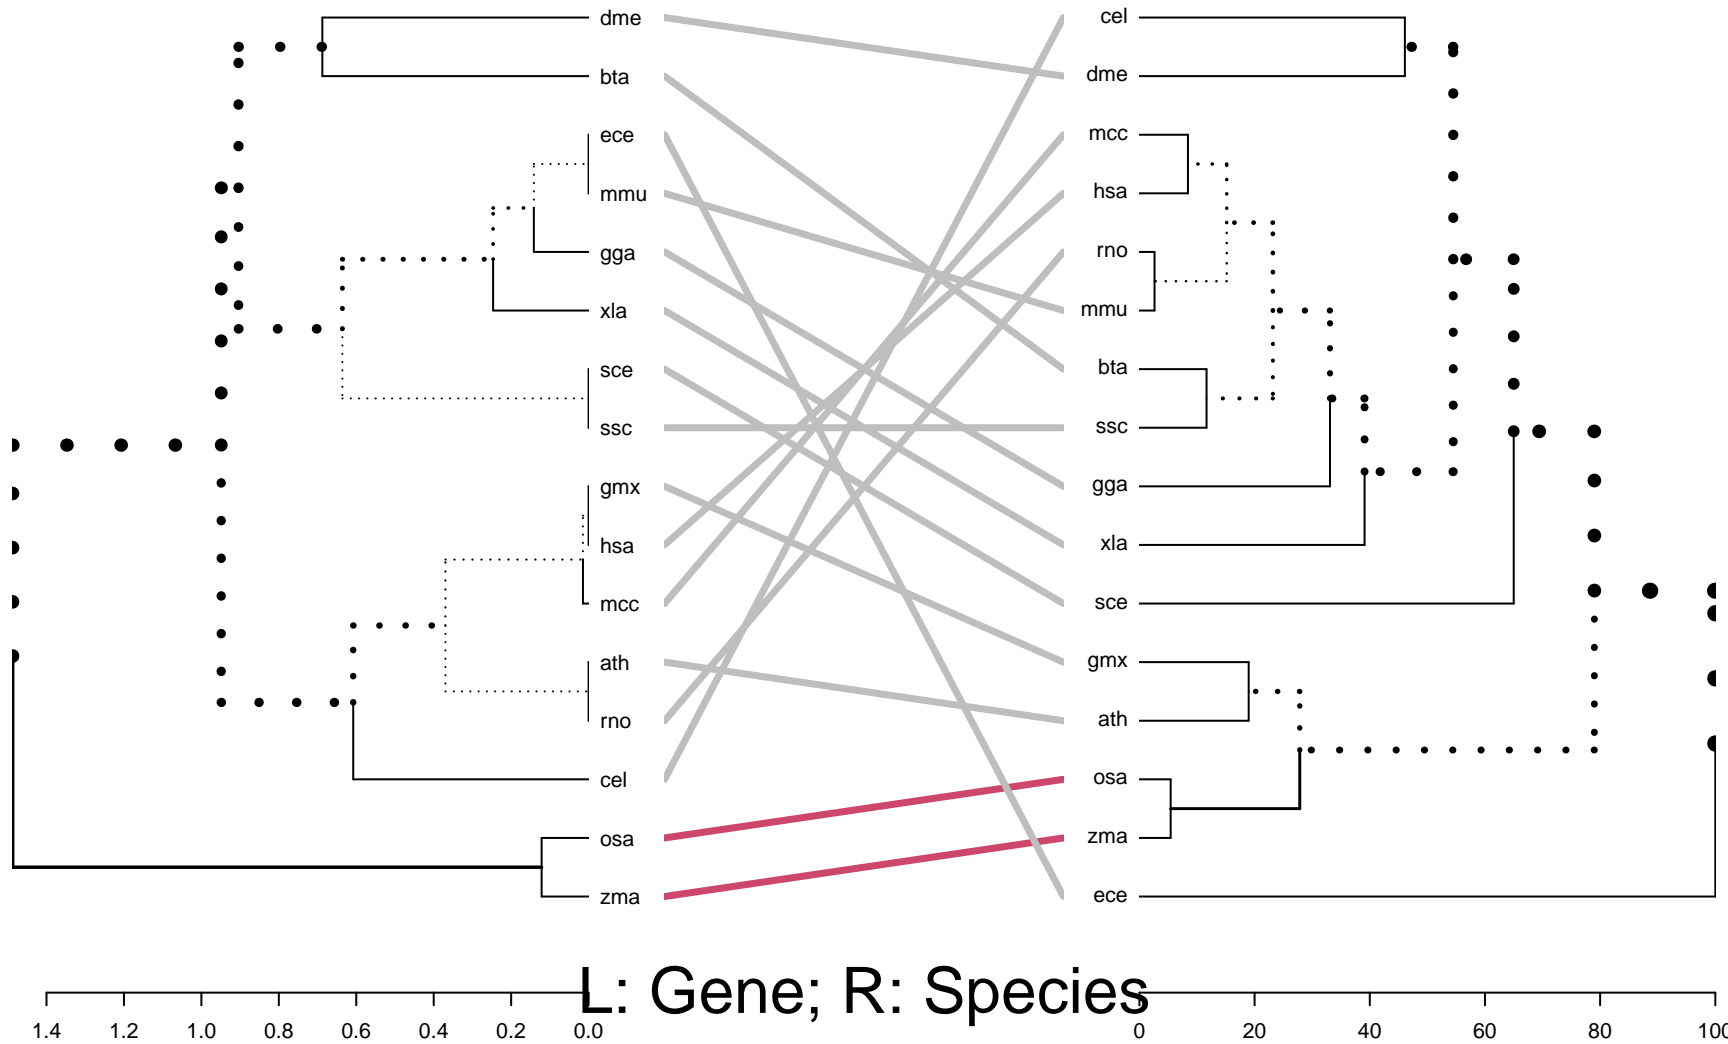 dme
bta
ece
mmu
gga
xla
sce
ssc
gmx
hsa
mcc
ath
rno
cel
osa
zma
cel
dme
mcc
hsa
rno
mmu
bta
ssc
gga
xla
sce
gmx
ath
osa
zma
ece
L: Gene; R: Species
1.4 1.2 1.0 0.8 0.6 0.4 0.2 0.0
0 20 40 60 80 100